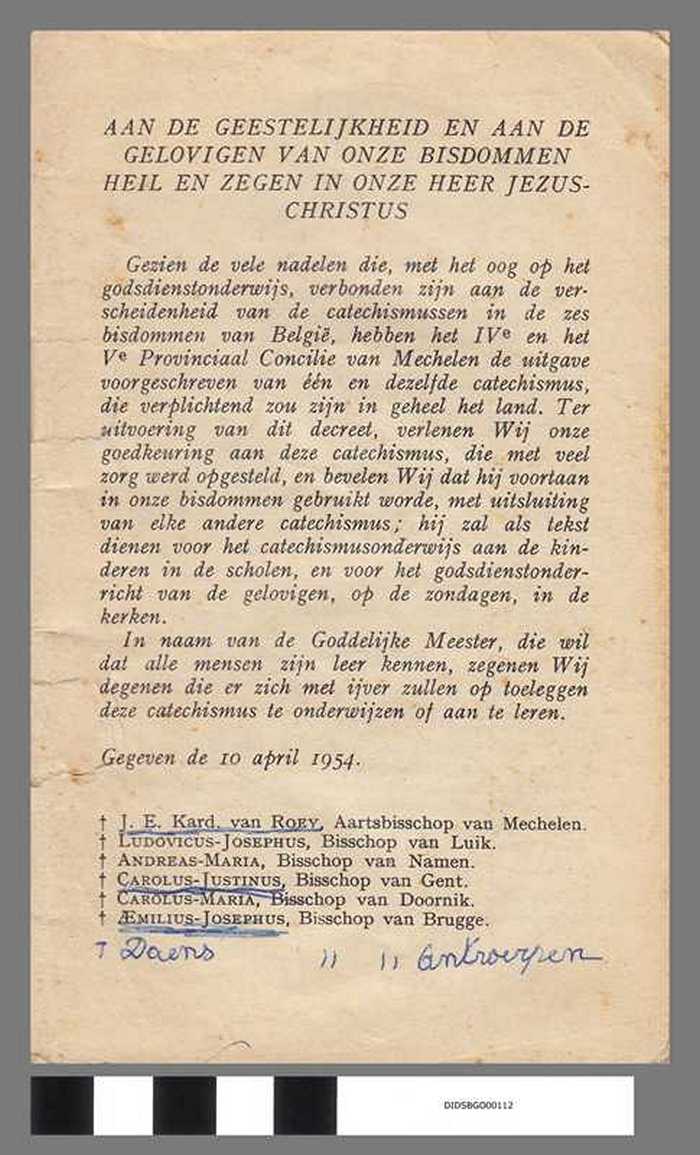 AAN DE GEESTELIJKHEID EN AAN DE
GELOVIGEN VAN ONZE BISDOMMEN
HEIL EN ZEGEN IN ONZE HEER JEZUS-
CHRISTUS
Gezien de vele nadelen die, met het oog op het
godsdienstonderwijs, verbonden zijn aan de ver-
scheidenheid van de catechismussen in de zes
bisdommen van België, hebben het IVe en het
Ve Provinciaal Concilie van Mechelen de uitgave
voorgeschreven van één en dezelfde catechismus,
die verplichtend zou zijn in geheel het land. Ter
uitvoering van dit decreet, verlenen Wij onze
goedkeuring aan deze catechismus, die met veel
zorg werd opgesteld, en bevelen Wij dat hij voortaan
in onze bisdommen gebruikt worde, met uitsluiting
van elke andere catechismus; hij zal als tekst
dienen voor het catechismusonderwijs aan de kin-
deren in de scholen, en voor het godsdienstonder-
richt van de gelovigen, op de zondagen, in de
kerken.
In naam van de Goddelijke Meester, die wil
dat alle mensen zijn leer kennen, zegenen Wij
degenen die er zich met ijver zullen op toeleggen
deze catechismus te onderwijzen of aan te leren.
Gegeven de 10 april 1954.
† J. E. Kard. van ROEY, Aartsbisschop van Mechelen.
† LUDOVICUS-JOSEPHUS, Bisschop van Luik.
† ANDREAS-MARIA, Bisschop van Namen.
† CAROLUS-JUSTINUS, Bisschop van Gent.
† CAROLUS-MARIA, Bisschop van Doornik.
† ÆMILIUS-JOSEPHUS, Bisschop van Brugge.
† Daens " " Antwerpen
DIDSBGO00112